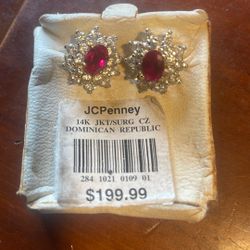 JCPenney
14K JKT/SURG CZ
DOMINICAN REPUBLIC
284 1021 0109 01
$199.99